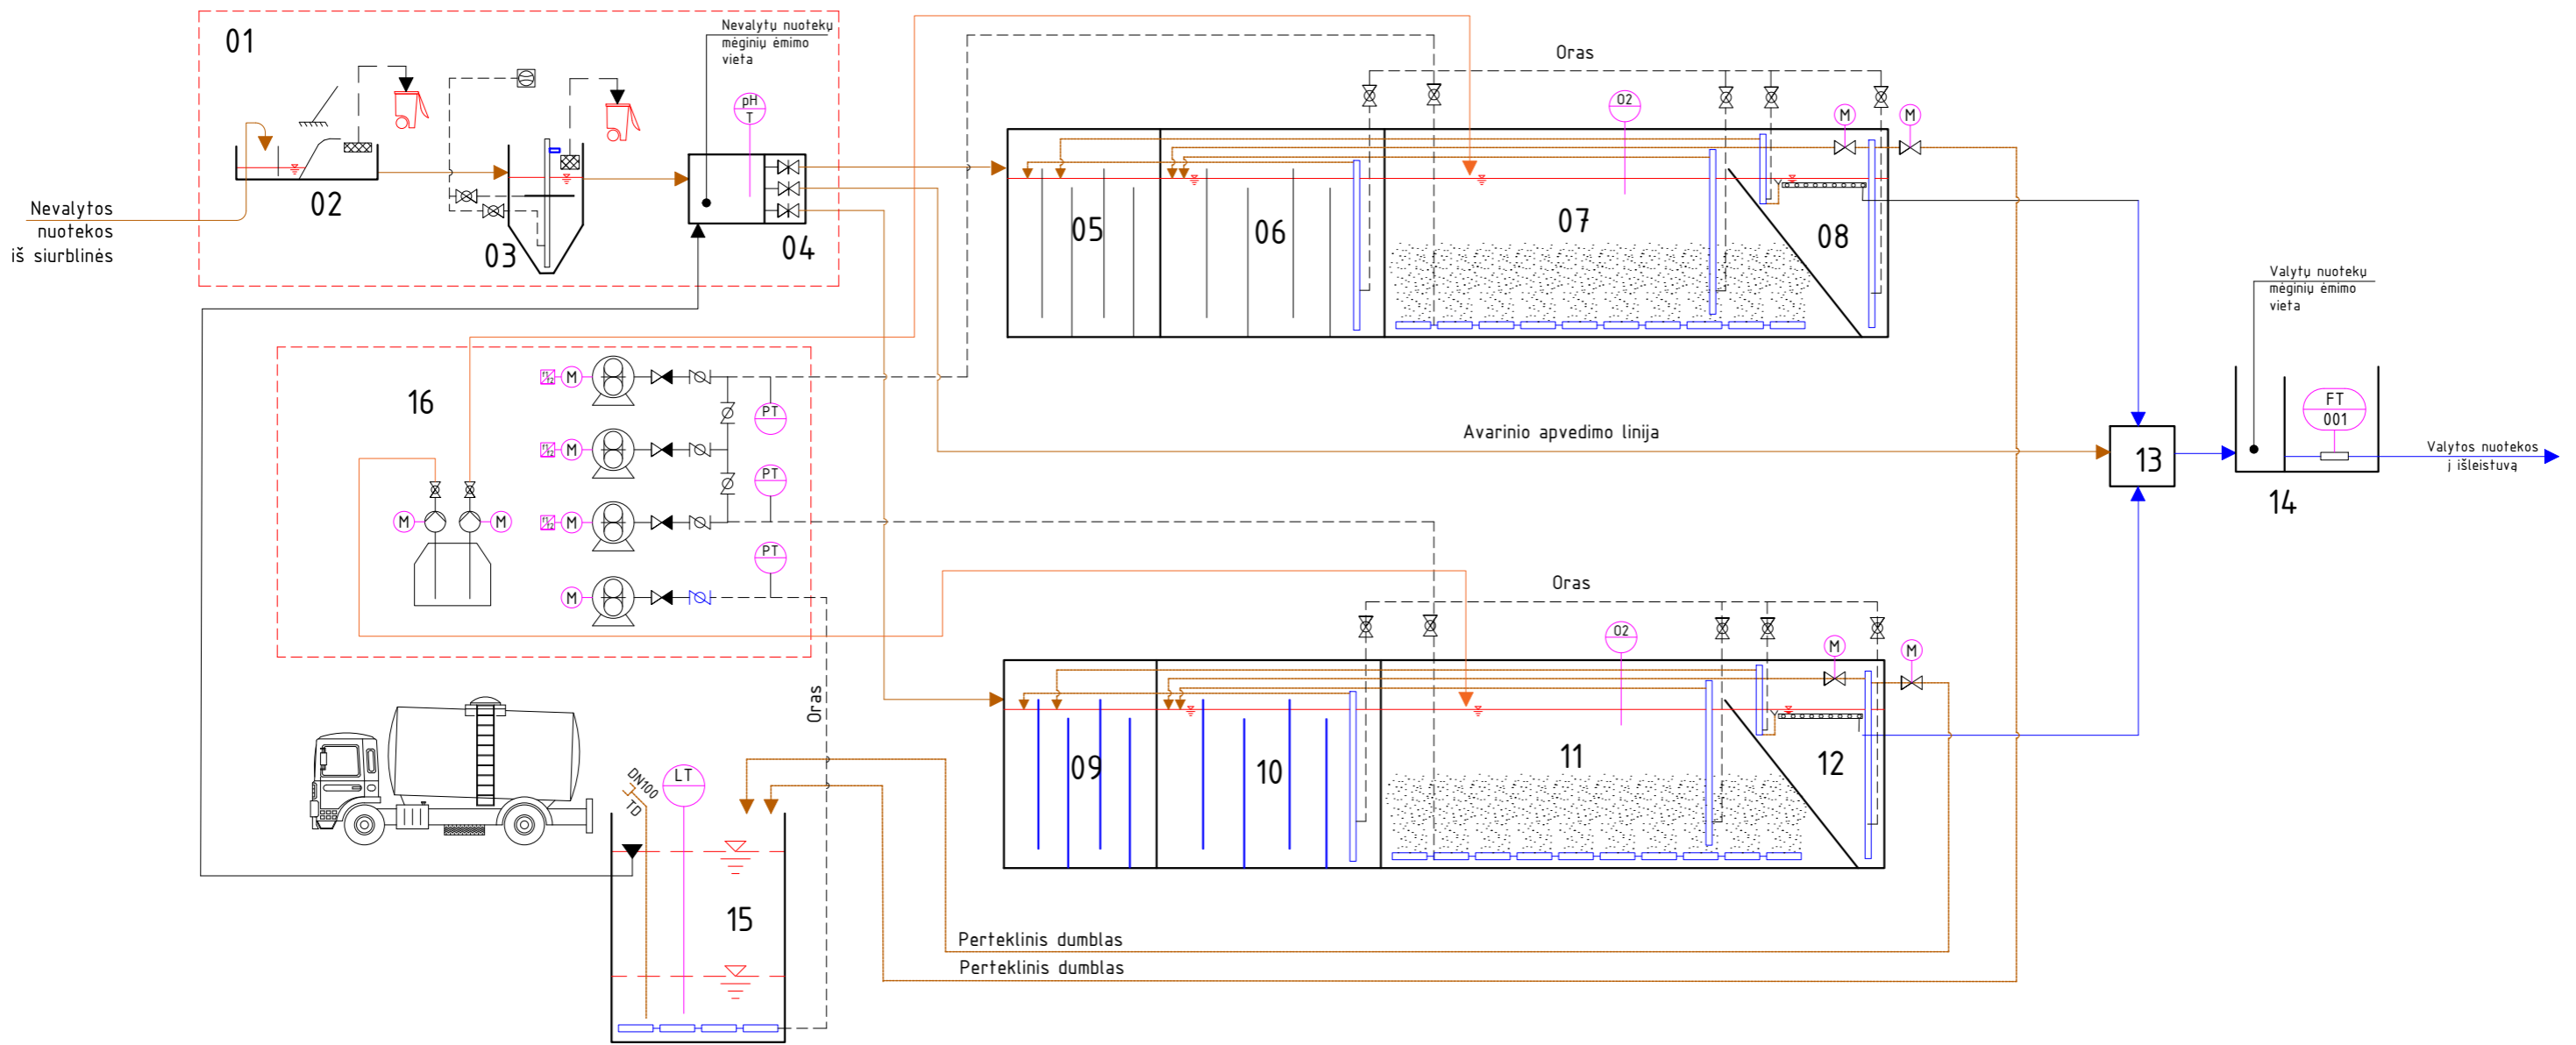 01
Nevalytų nuotekų
mėginių ėmimo
vieta
pH
T
02
03
04
Nevalytos
nuotekos
iš siurblinės
Oras
O2
M
M
05
06
07
08
Valytų nuotekų
mėginių ėmimo
vieta
16
M
PT
M
PT
M
PT
M
M
M
Avarinio apvedimo linija
13
FT
001
14
Valytos nuotekos
į išleistuvą
Oras
O2
M
M
09
10
11
12
Oras
DN100
TD
LT
15
Perteklinis dumblas
Perteklinis dumblas